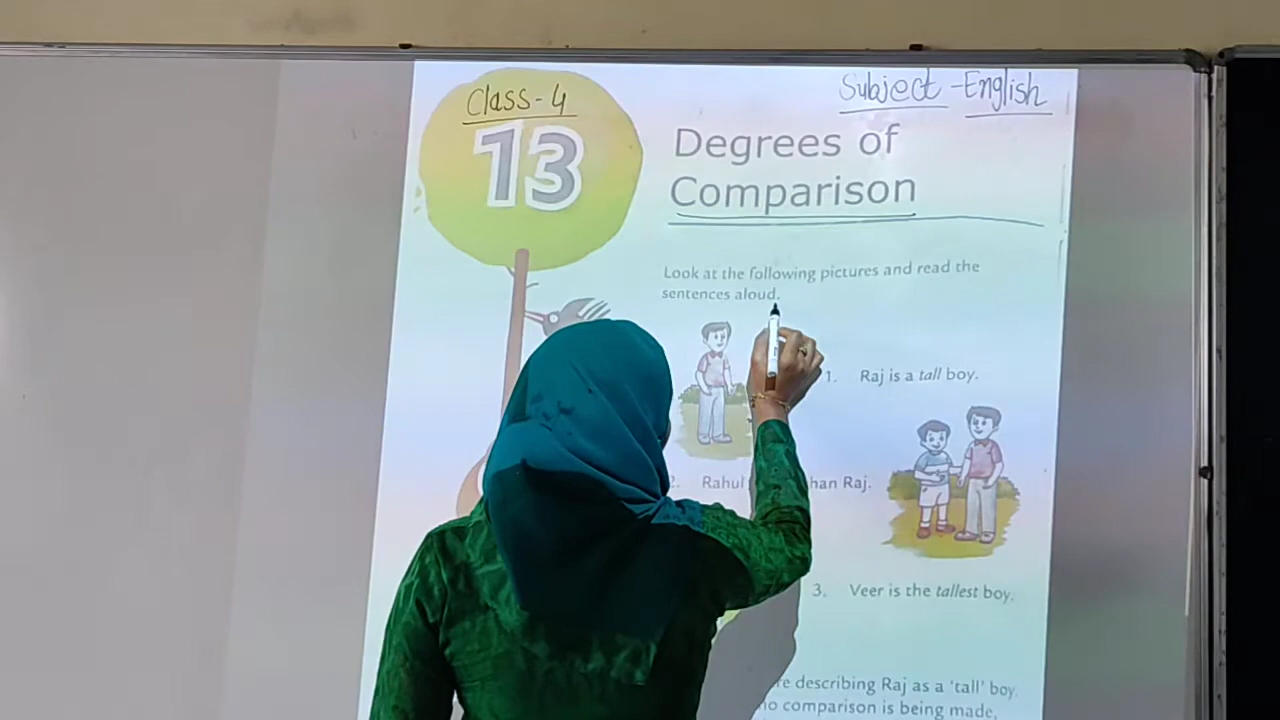 Class-4
Subject-English
13
Degrees of
Comparison
Look at the following pictures and read the
sentences aloud.
1. Raj is a tall boy.
2. Rahul han Raj.
3. Veer is the tallest boy.
re describing Raj as a 'tall' boy.
no comparison is being made,